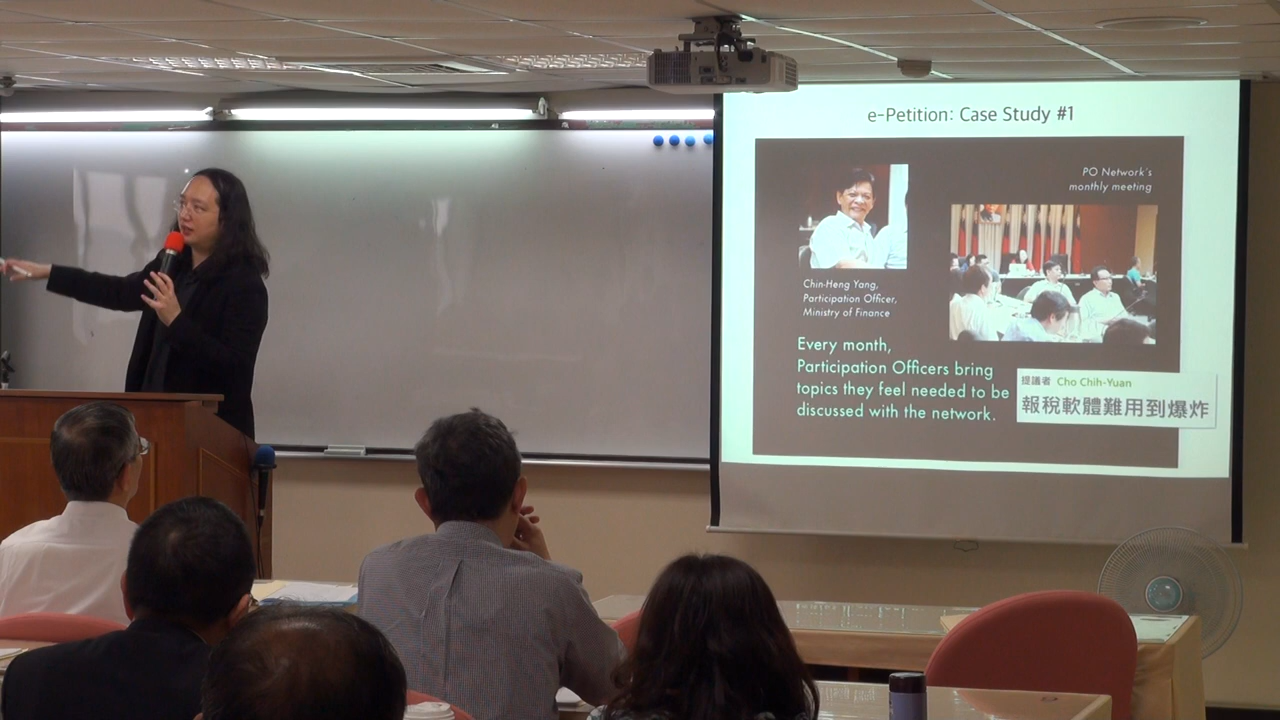 e-Petition: Case Study #1
PO Network's
monthly meeting
Chin-Heng Yang,
Participation Officer,
Ministry of Finance
Every month,
Participation Officers bring
topics they feel needed to be
discussed with the network.
提議者 Cho Chih-Yuan
報稅軟體難用到爆炸